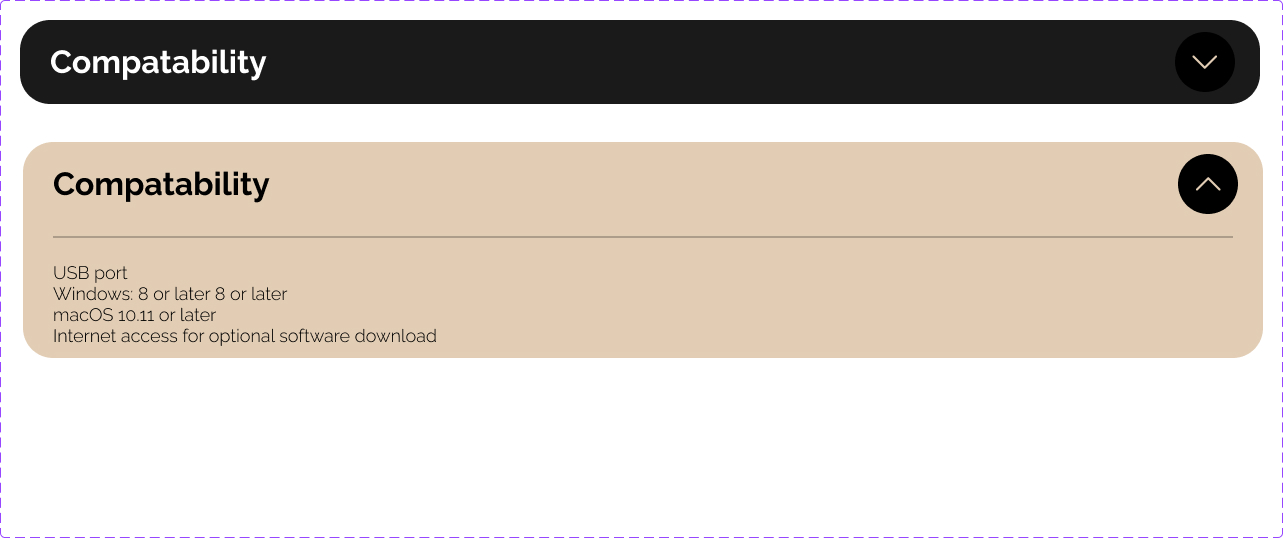 Compatability
Compatability
USB port
Windows: 8 or later 8 or later
macOS 10.11 or later
Internet access for optional software download